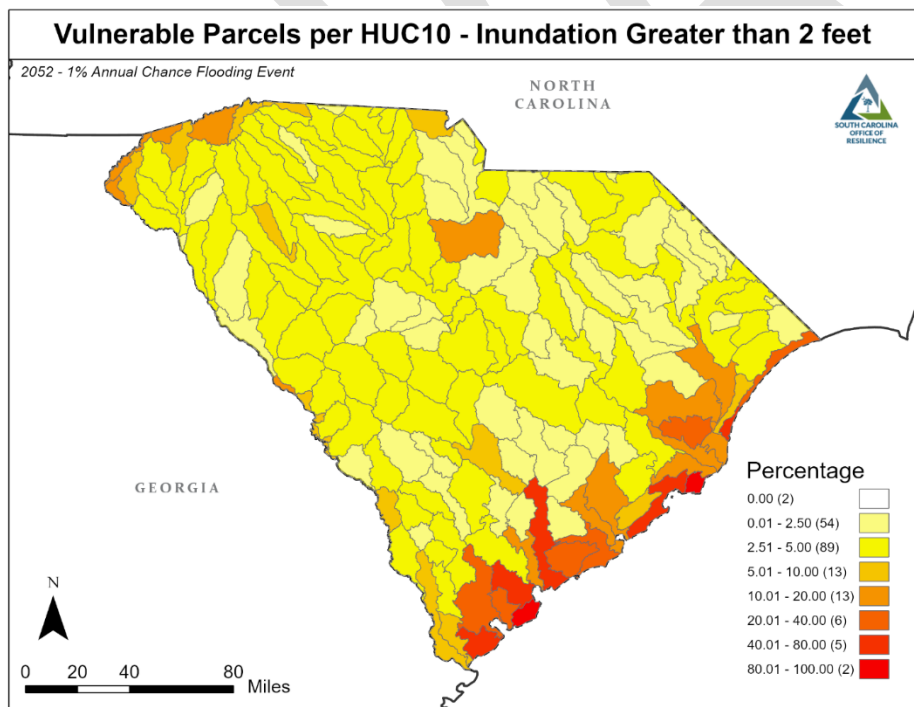 Vulnerable Parcels per HUC10 - Inundation Greater than 2 feet
2052 - 1% Annual Chance Flooding Event
NORTH
CAROLINA
SOUTH CAROLINA
OFFICE OF
RESILIENCE
GEORGIA
Percentage
0.00 (2)
0.01 - 2.50 (54)
2.51 - 5.00 (89)
5.01 - 10.00 (13)
10.01 - 20.00 (13)
20.01 - 40.00 (6)
40.01 - 80.00 (5)
80.01 - 100.00 (2)
N
0 20 40 80
Miles